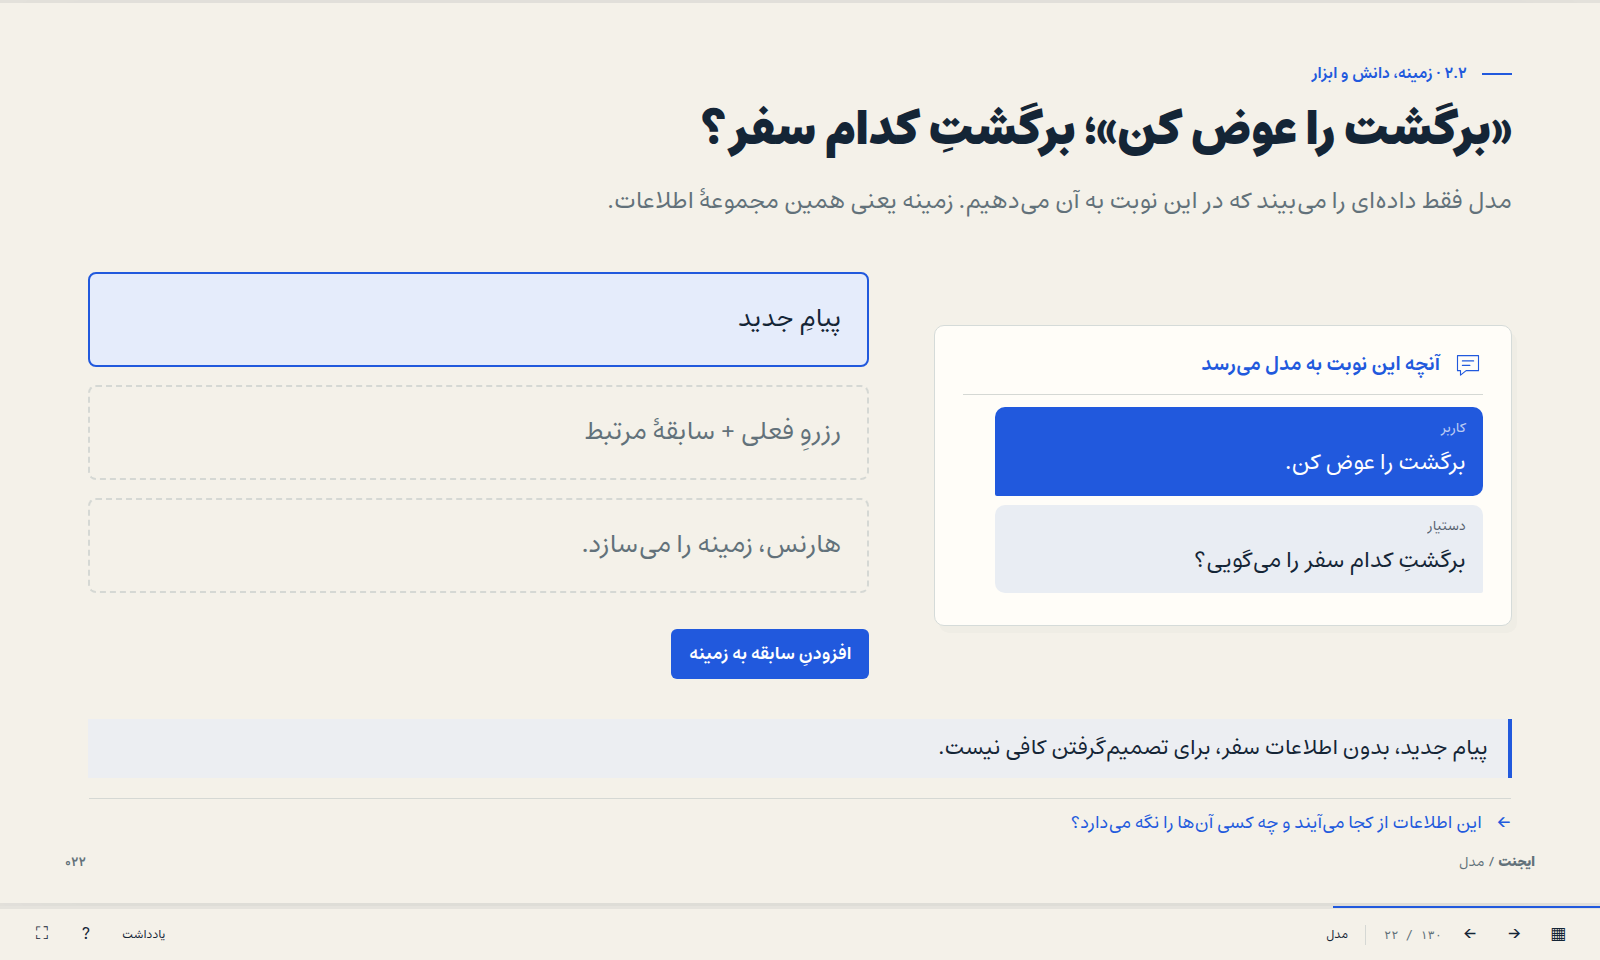 ۲.۲ · زمینه، دانش و ابزار
«برگشت را عوض کن»؛ برگشتِ کدام سفر؟
مدل فقط داده‌ای را می‌بیند که در این نوبت به آن می‌دهیم. زمینه یعنی همین مجموعهٔ اطلاعات.
آنچه این نوبت به مدل می‌رسد
کاربر
برگشت را عوض کن.
دستیار
برگشتِ کدام سفر را می‌گویی؟
پیامِ جدید
رزروِ فعلی + سابقهٔ مرتبط
هارنس، زمینه را می‌سازد.
افزودنِ سابقه به زمینه
پیام جدید، بدون اطلاعات سفر، برای تصمیم‌گرفتن کافی نیست.
← این اطلاعات از کجا می‌آیند و چه کسی آن‌ها را نگه می‌دارد؟
ایجنت / مدل
۰۲۲
۲۲ / ۱۳۰
مدل
یادداشت
?